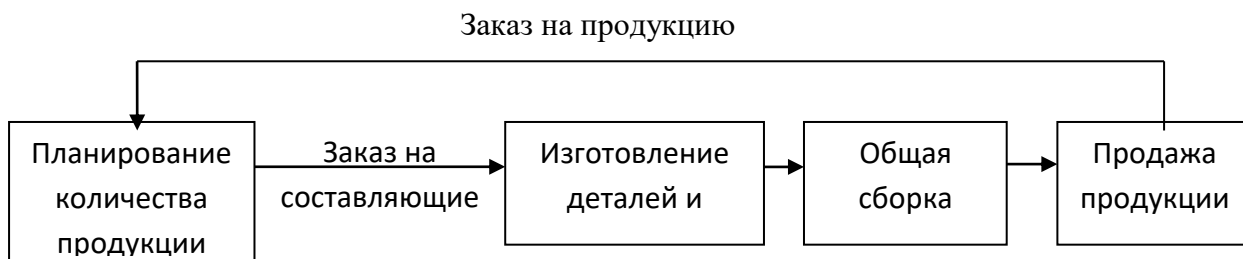 Заказ на продукцию
Планирование
количества
продукции
Заказ на
составляющие
Изготовление
деталей и
Общая
сборка
Продажа
продукции